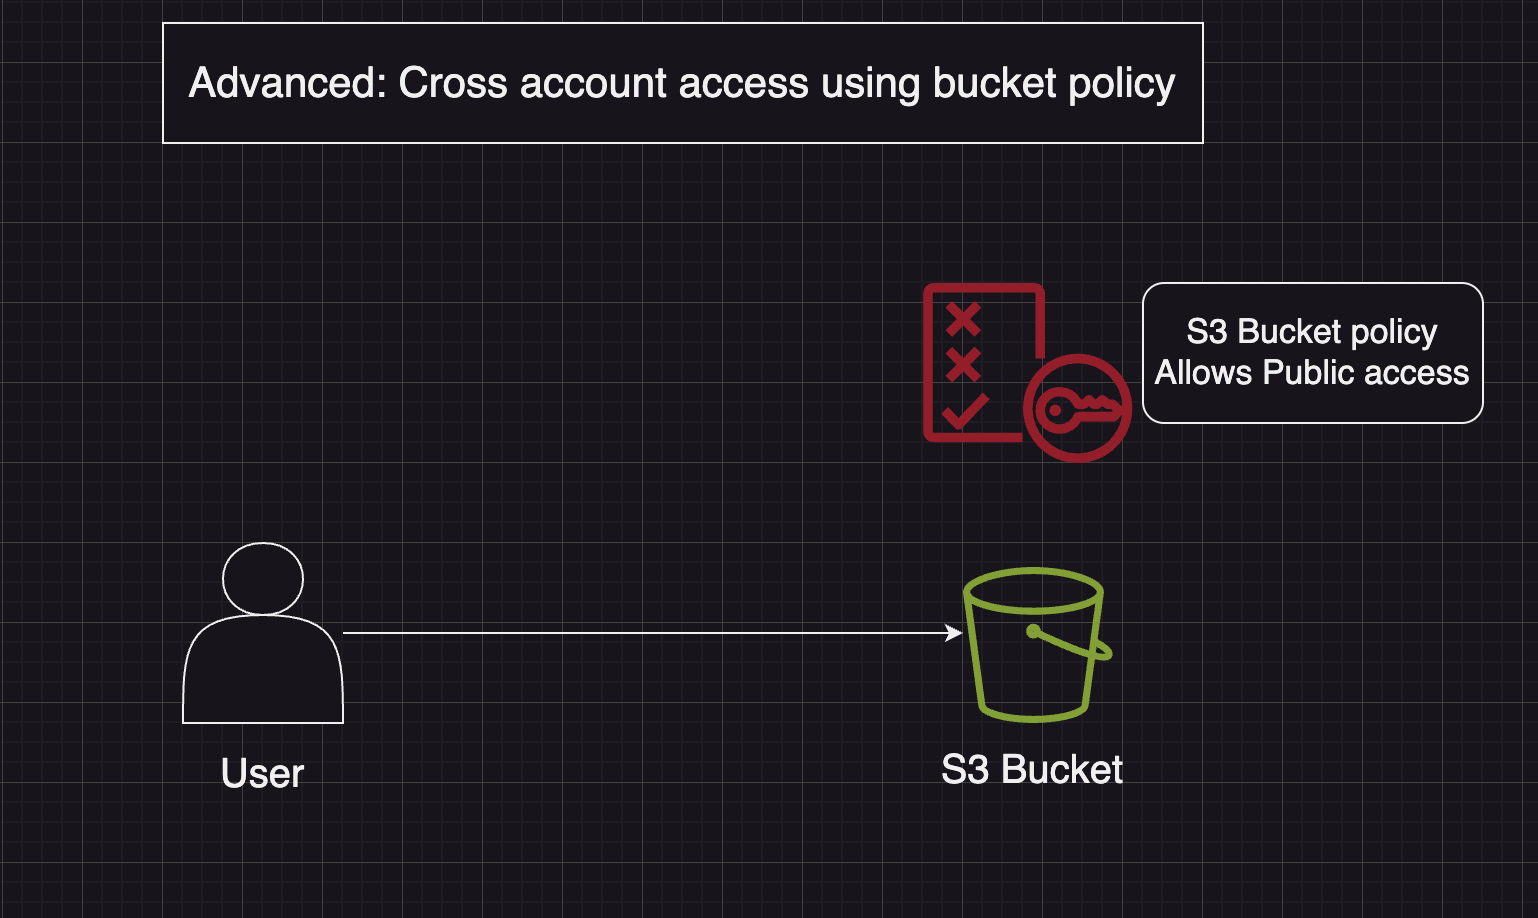 Advanced: Cross account access using bucket policy
S3 Bucket policy
Allows Public access
User
S3 Bucket